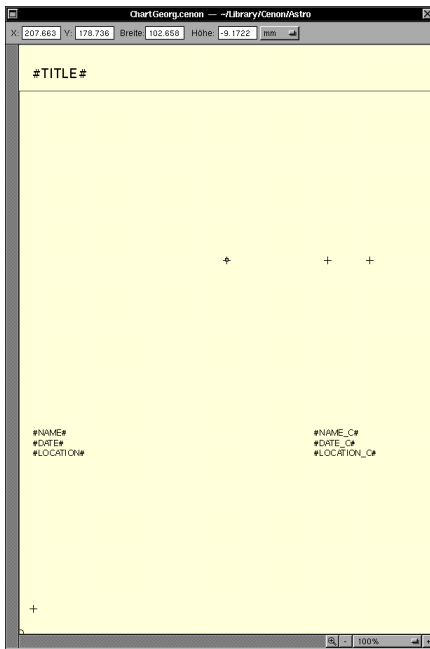 ChartGeorg.cenon — ~/Library/Cenon/Astro
X: 207.663 Y: 178.736 Breite: 102.658 Höhe: -9.1722 mm
#TITLE#
#NAME# #NAME_C#
#DATE# #DATE_C#
#LOCATION# #LOCATION_C#
- 100% +